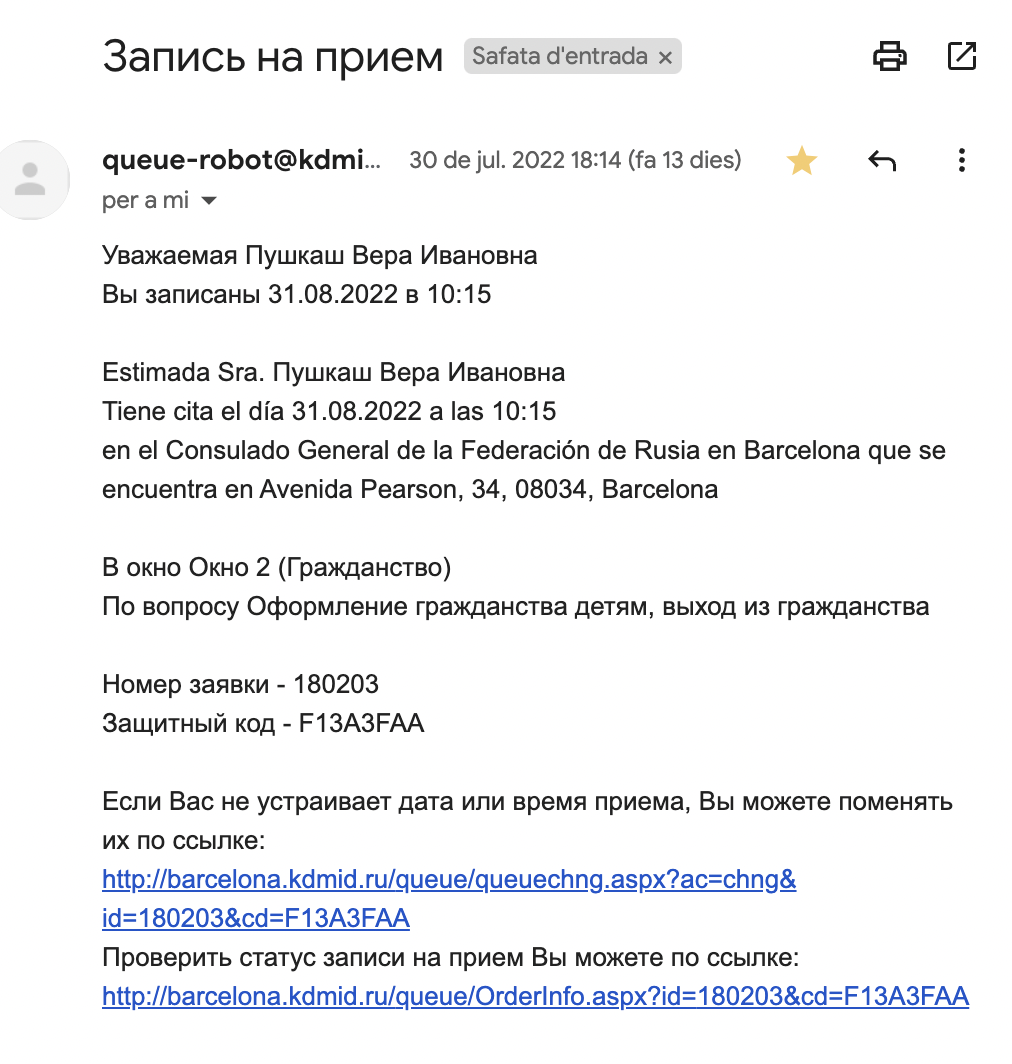 Запись на прием Safata d'entrada ×
queue-robot@kdmi... 30 de jul. 2022 18:14 (fa 13 dies)
per a mi
Уважаемая Пушкаш Вера Ивановна
Вы записаны 31.08.2022 в 10:15
Estimada Sra. Пушкаш Вера Ивановна
Tiene cita el día 31.08.2022 a las 10:15
en el Consulado General de la Federación de Rusia en Barcelona que se
encuentra en Avenida Pearson, 34, 08034, Barcelona
В окно Окно 2 (Гражданство)
По вопросу Оформление гражданства детям, выход из гражданства
Номер заявки - 180203
Защитный код - F13A3FAA
Если Вас не устраивает дата или время приема, Вы можете поменять
их по ссылке:
http://barcelona.kdmid.ru/queue/queuechng.aspx?ac=chng&
id=180203&cd=F13A3FAA
Проверить статус записи на прием Вы можете по ссылке:
http://barcelona.kdmid.ru/queue/OrderInfo.aspx?id=180203&cd=F13A3FAA